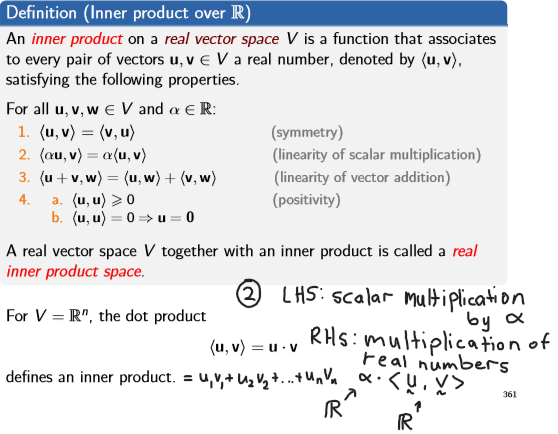 Definition (Inner product over ℝ)
An inner product on a real vector space V is a function that associates
to every pair of vectors u, v ∈ V a real number, denoted by ⟨u, v⟩,
satisfying the following properties.
For all u, v, w ∈ V and α ∈ ℝ:
1. ⟨u, v⟩ = ⟨v, u⟩ (symmetry)
2. ⟨αu, v⟩ = α⟨u, v⟩ (linearity of scalar multiplication)
3. ⟨u + v, w⟩ = ⟨u, w⟩ + ⟨v, w⟩ (linearity of vector addition)
4. a. ⟨u, u⟩ ⩾ 0 (positivity)
b. ⟨u, u⟩ = 0 ⇒ u = 0
A real vector space V together with an inner product is called a real
inner product space.
② LHS: scalar multiplication
by α
For V = ℝⁿ, the dot product
⟨u, v⟩ = u · v
RHS: multiplication of
real numbers
defines an inner product. = u₁v₁ + u₂v₂ + ... + uₙvₙ
α · <u, v>
ℝ ℝ
361